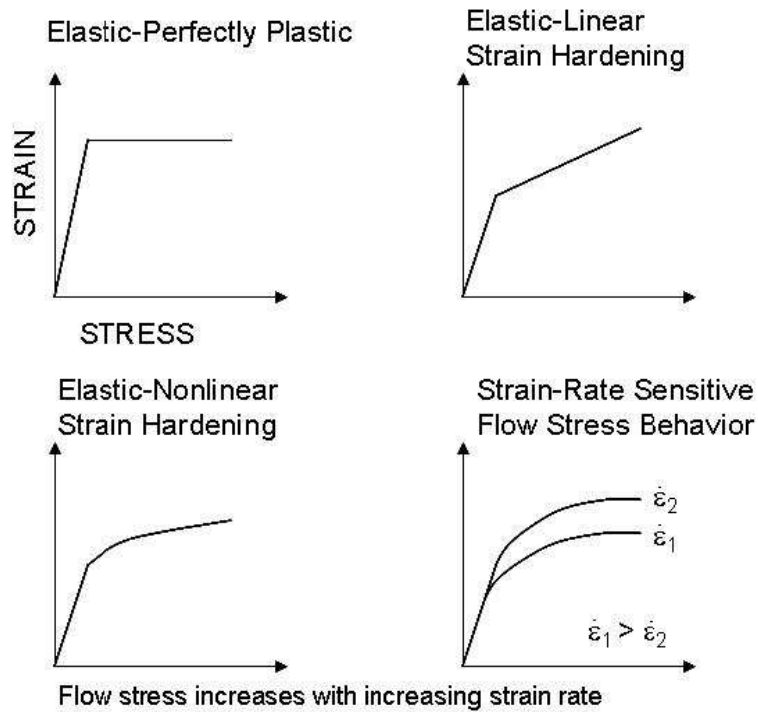 Elastic-Perfectly Plastic
STRAIN
STRESS
Elastic-Linear
Strain Hardening
Elastic-Nonlinear
Strain Hardening
Strain-Rate Sensitive
Flow Stress Behavior
ε̇₂
ε̇₁
ε̇₁ > ε̇₂
Flow stress increases with increasing strain rate